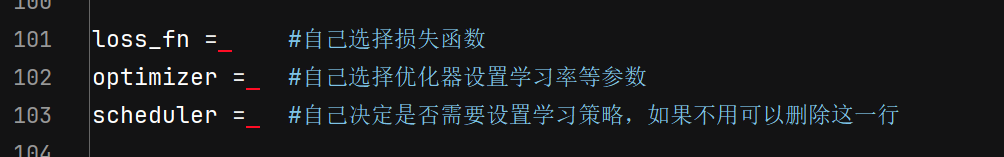 100
101 loss_fn = #自己选择损失函数
102 optimizer = #自己选择优化器设置学习率等参数
103 scheduler = #自己决定是否需要设置学习策略，如果不用可以删除这一行
104